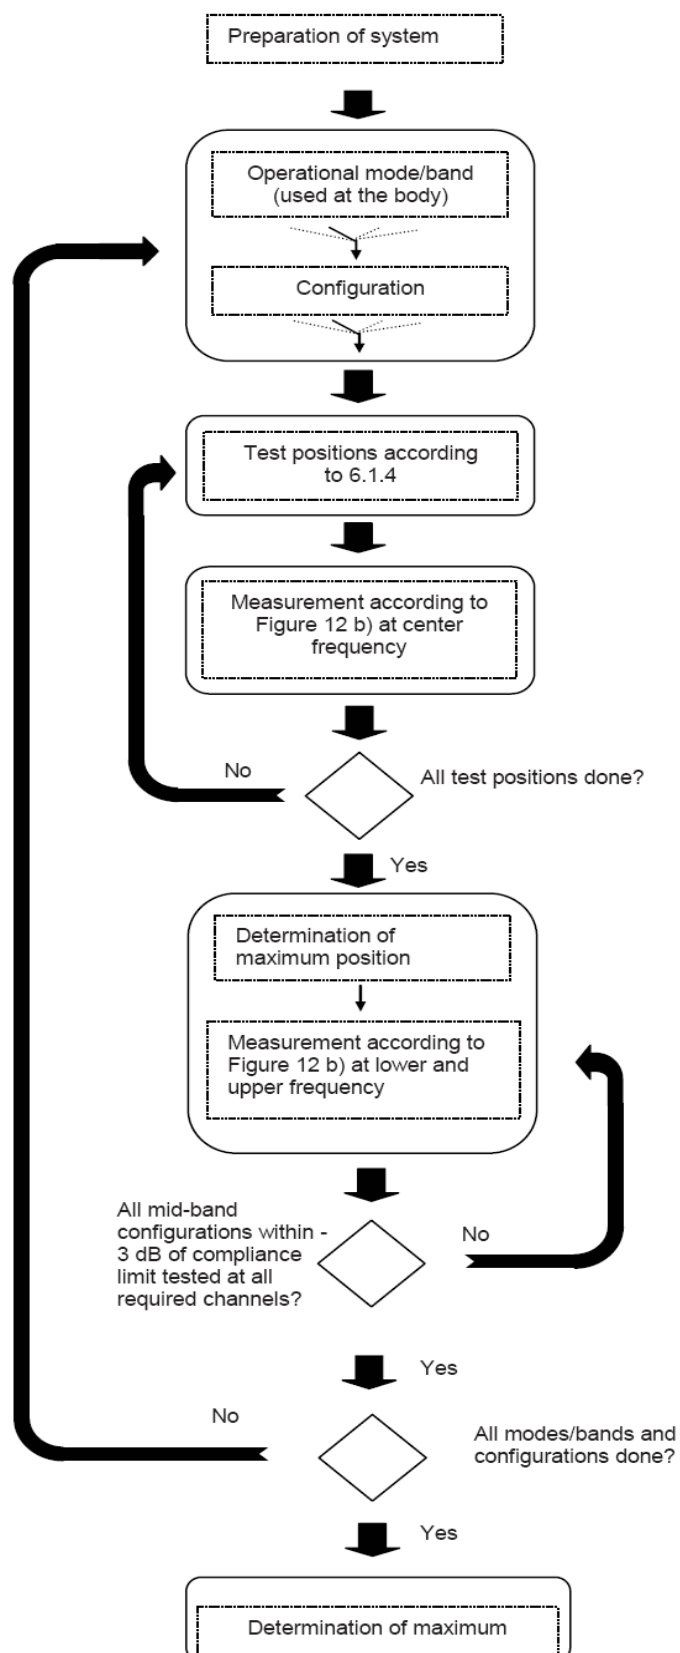 Preparation of system
Operational mode/band
(used at the body)
Configuration
Test positions according
to 6.1.4
Measurement according to
Figure 12 b) at center
frequency
No
All test positions done?
Yes
Determination of
maximum position
Measurement according to
Figure 12 b) at lower and
upper frequency
All mid-band
configurations within -
3 dB of compliance
limit tested at all
required channels?
No
Yes
No
All modes/bands and
configurations done?
Yes
Determination of maximum